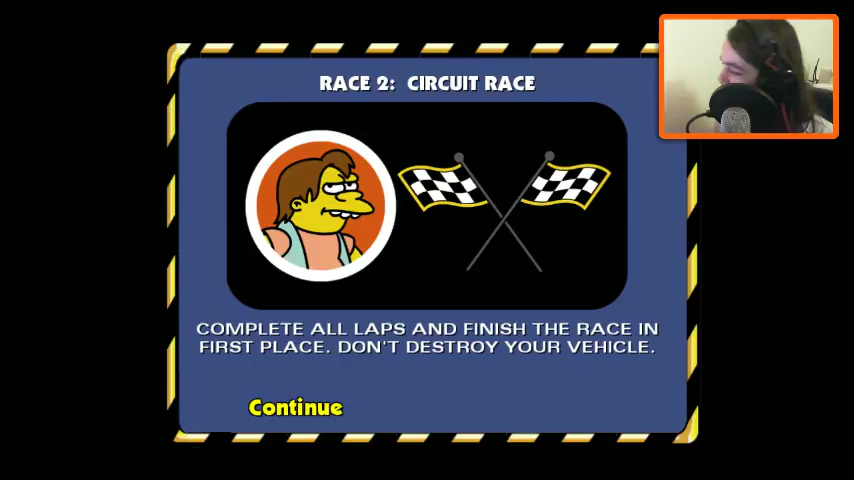 RACE 2: CIRCUIT RACE
COMPLETE ALL LAPS AND FINISH THE RACE IN
FIRST PLACE. DON'T DESTROY YOUR VEHICLE.
Continue